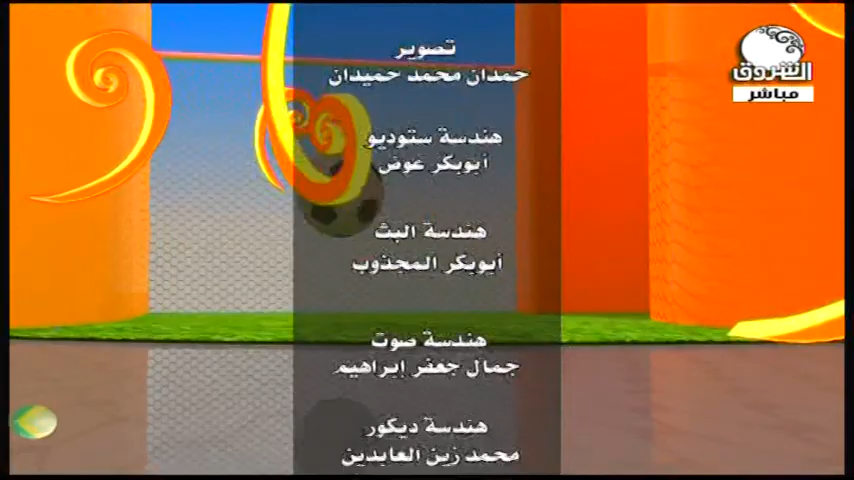 تصوير
حمدان محمد حميدان
الشروق
مباشر
هندسة ستوديو
أبوبكر عوض
هندسة البث
أبوبكر المجذوب
هندسة صوت
جمال جعفر إبراهيم
هندسة ديكور
محمد زين العابدين